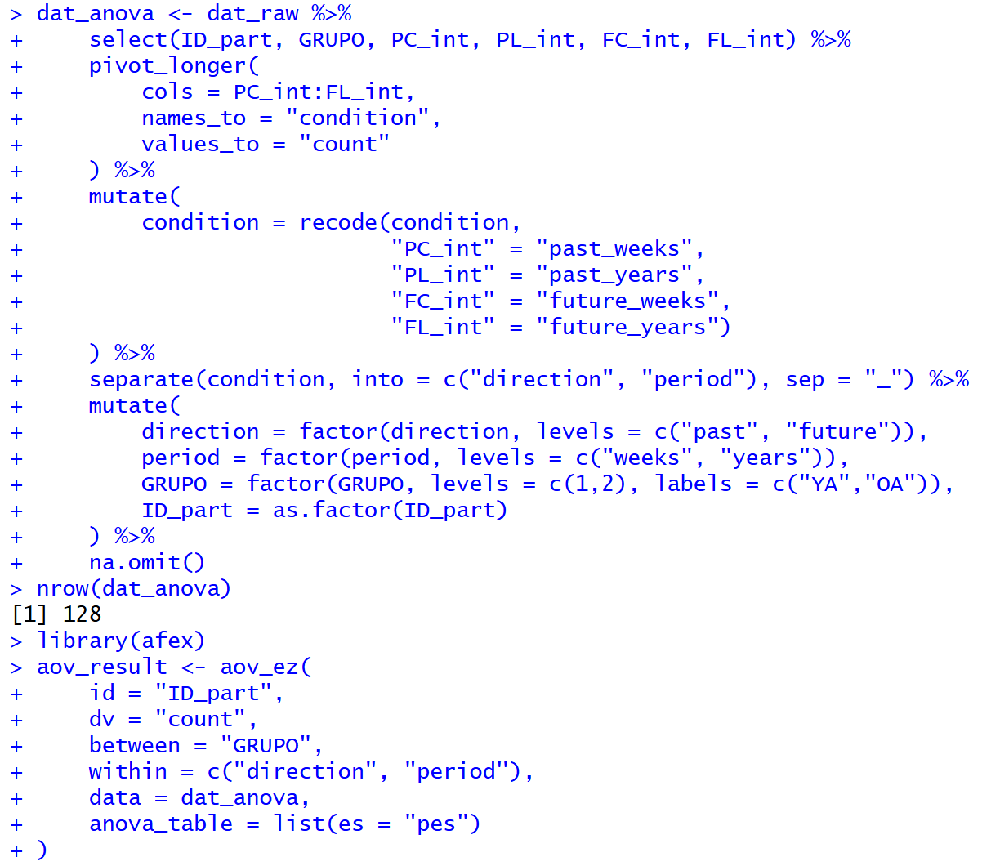 > dat_anova <- dat_raw %>%
+     select(ID_part, GRUPO, PC_int, PL_int, FC_int, FL_int) %>%
+     pivot_longer(
+         cols = PC_int:FL_int,
+         names_to = "condition",
+         values_to = "count"
+     ) %>%
+     mutate(
+         condition = recode(condition,
+                            "PC_int" = "past_weeks",
+                            "PL_int" = "past_years",
+                            "FC_int" = "future_weeks",
+                            "FL_int" = "future_years")
+     ) %>%
+     separate(condition, into = c("direction", "period"), sep = "_") %>%
+     mutate(
+         direction = factor(direction, levels = c("past", "future")),
+         period = factor(period, levels = c("weeks", "years")),
+         GRUPO = factor(GRUPO, levels = c(1,2), labels = c("YA","OA")),
+         ID_part = as.factor(ID_part)
+     ) %>%
+     na.omit()
> nrow(dat_anova)
[1] 128
> library(afex)
> aov_result <- aov_ez(
+     id = "ID_part",
+     dv = "count",
+     between = "GRUPO",
+     within = c("direction", "period"),
+     data = dat_anova,
+     anova_table = list(es = "pes")
+ )